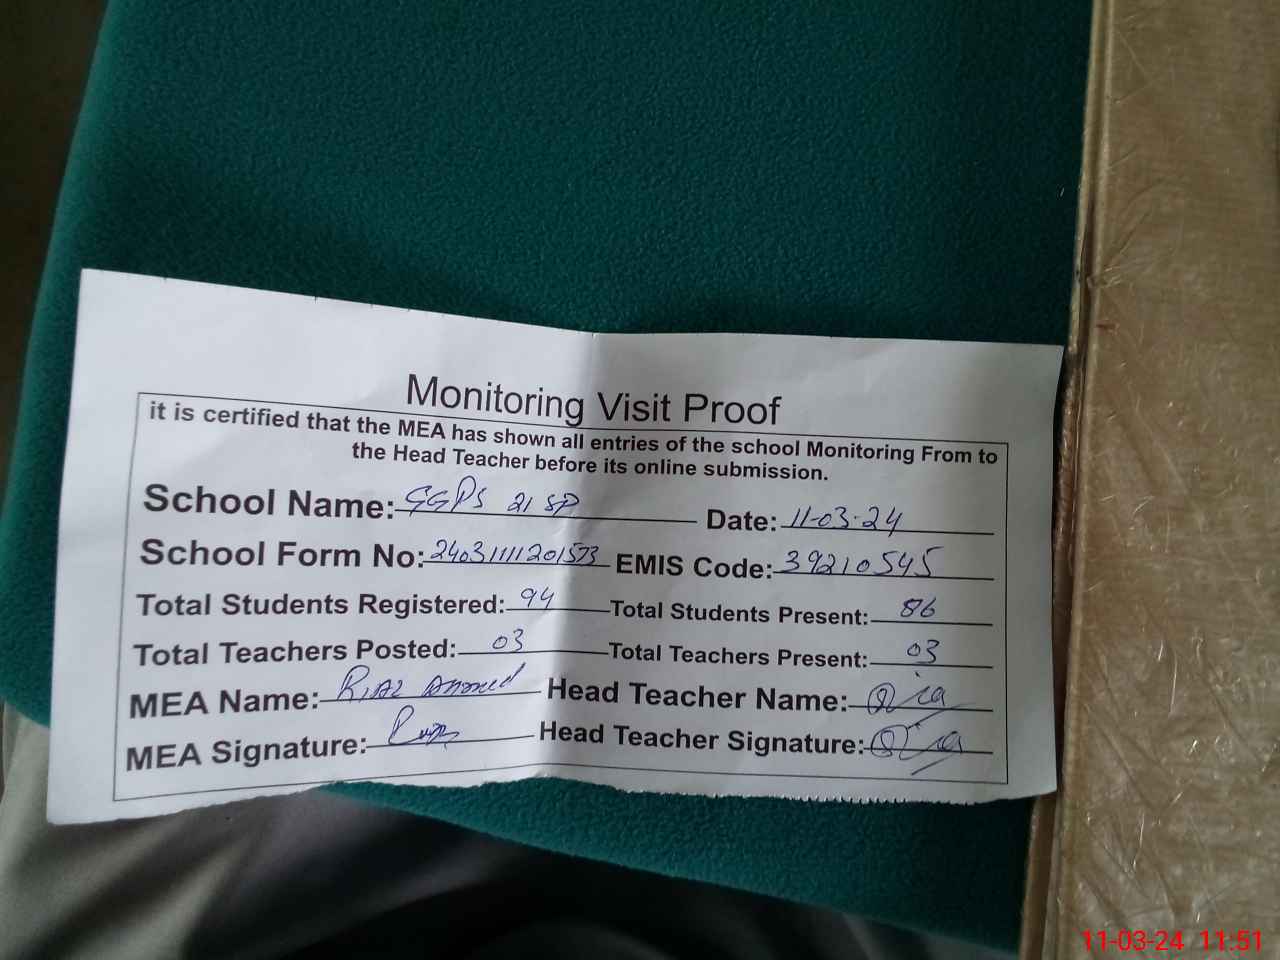 Monitoring Visit Proof
it is certified that the MEA has shown all entries of the school Monitoring From to
the Head Teacher before its online submission.
School Name: GGPS 21 SP Date: 11-03-24
School Form No: 2403111201573 EMIS Code: 39210545
Total Students Registered: 94 Total Students Present: 86
Total Teachers Posted: 03 Total Teachers Present: 03
MEA Name: Riaz Ahmed Head Teacher Name:
MEA Signature: Head Teacher Signature:
11-03-24 11:51